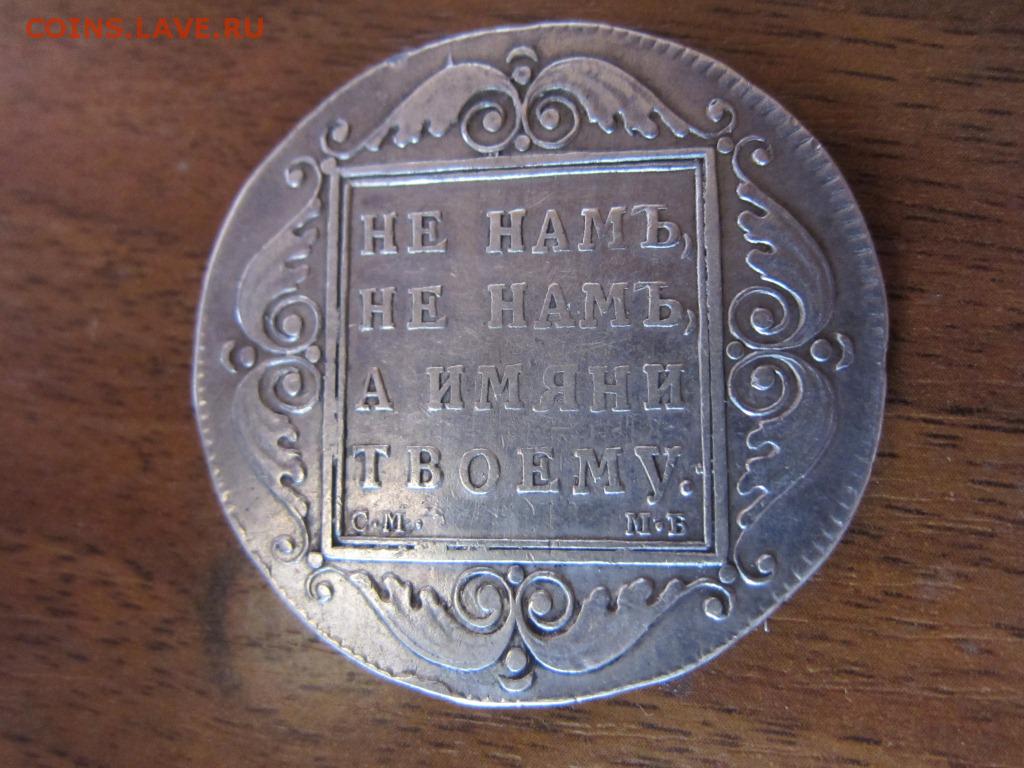 COINS.LAVE.RU
НЕ НАМЪ,
НЕ НАМЪ,
А ИМЯНИ
ТВОЕМУ.
С·М· М·Б